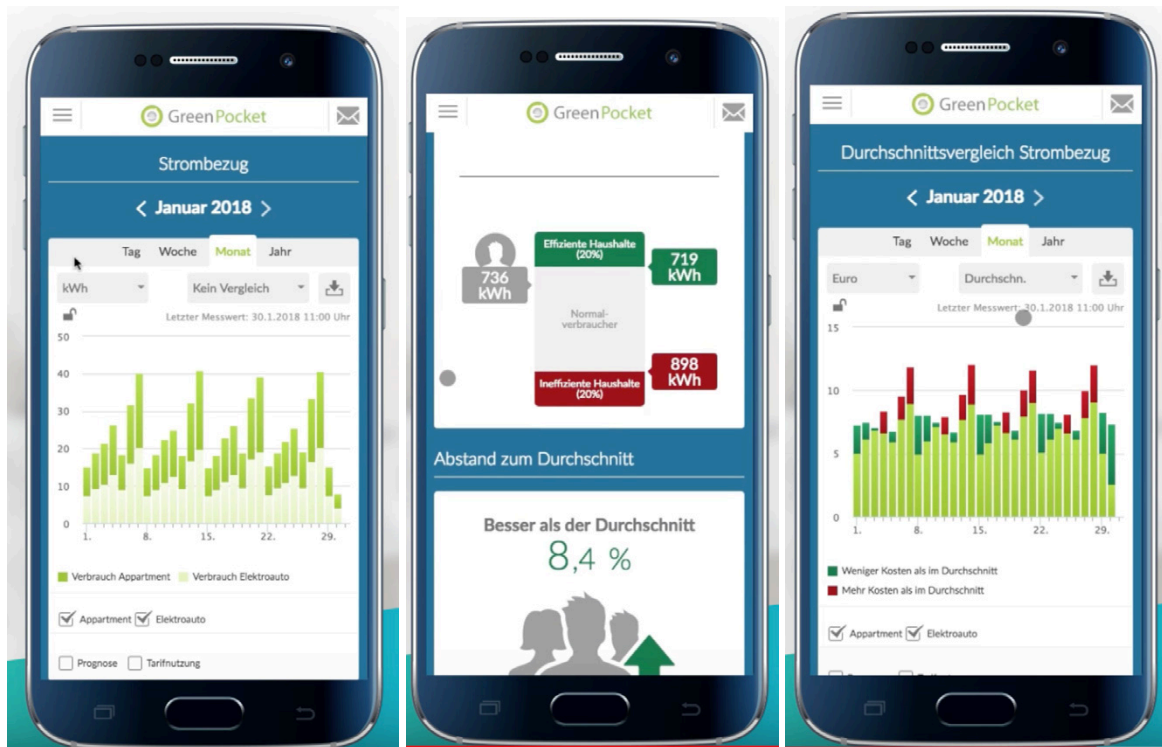 GreenPocket
Strombezug
< Januar 2018 >
Tag Woche Monat Jahr
kWh Kein Vergleich
Letzter Messwert: 30.1.2018 11:00 Uhr
50
40
30
20
10
0
1. 8. 15. 22. 29.
Verbrauch Appartment Verbrauch Elektroauto
Appartment Elektroauto
Prognose Tarifnutzung
GreenPocket
Effiziente Haushalte
(20%)
736
kWh
719
kWh
Normal-
verbraucher
898
kWh
Ineffiziente Haushalte
(20%)
Abstand zum Durchschnitt
Besser als der Durchschnitt
8,4 %
GreenPocket
Durchschnittsvergleich Strombezug
< Januar 2018 >
Tag Woche Monat Jahr
Euro Durchschn.
Letzter Messwert: 30.1.2018 11:00 Uhr
15
10
5
0
1. 8. 15. 22. 29.
Weniger Kosten als im Durchschnitt
Mehr Kosten als im Durchschnitt
Appartment Elektroauto